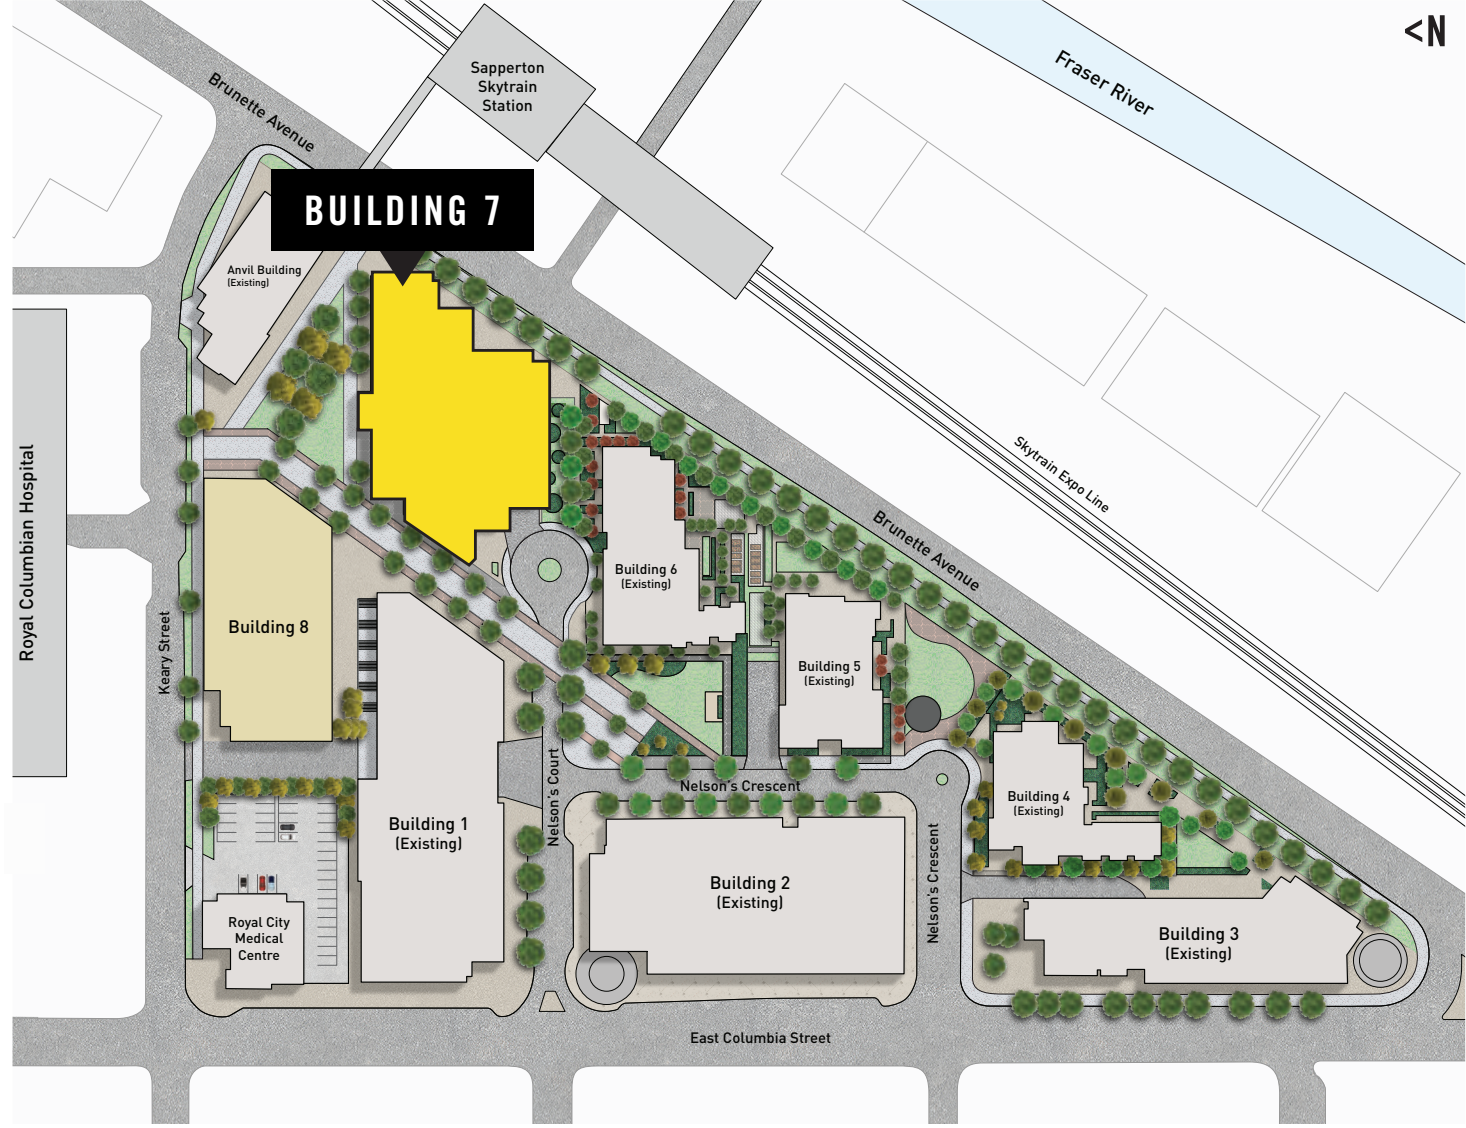 <N
Fraser River
Sapperton
Skytrain
Station
Brunette Avenue
BUILDING 7
Anvil Building
(Existing)
Skytrain Expo Line
Brunette Avenue
Royal Columbian Hospital
Keary Street
Building 8
Building 6
(Existing)
Building 5
(Existing)
Building 4
(Existing)
Nelson's Crescent
Nelson's Court
Building 1
(Existing)
Building 2
(Existing)
Nelson's Crescent
Building 3
(Existing)
Royal City
Medical
Centre
East Columbia Street